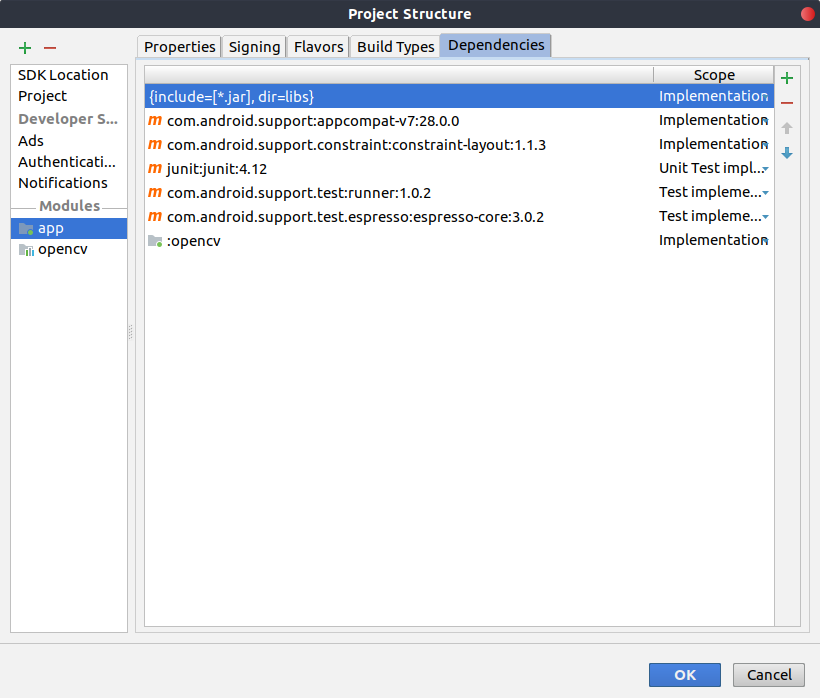 Project Structure
Properties Signing Flavors Build Types Dependencies
SDK Location
Project
Developer S...
Ads
Authenticati...
Notifications
Modules
app
opencv
Scope
{include=[*.jar], dir=libs} Implementation
m com.android.support:appcompat-v7:28.0.0 Implementation
m com.android.support.constraint:constraint-layout:1.1.3 Implementation
m junit:junit:4.12 Unit Test impl...
m com.android.support.test:runner:1.0.2 Test impleme...
m com.android.support.test.espresso:espresso-core:3.0.2 Test impleme...
:opencv Implementation
OK Cancel